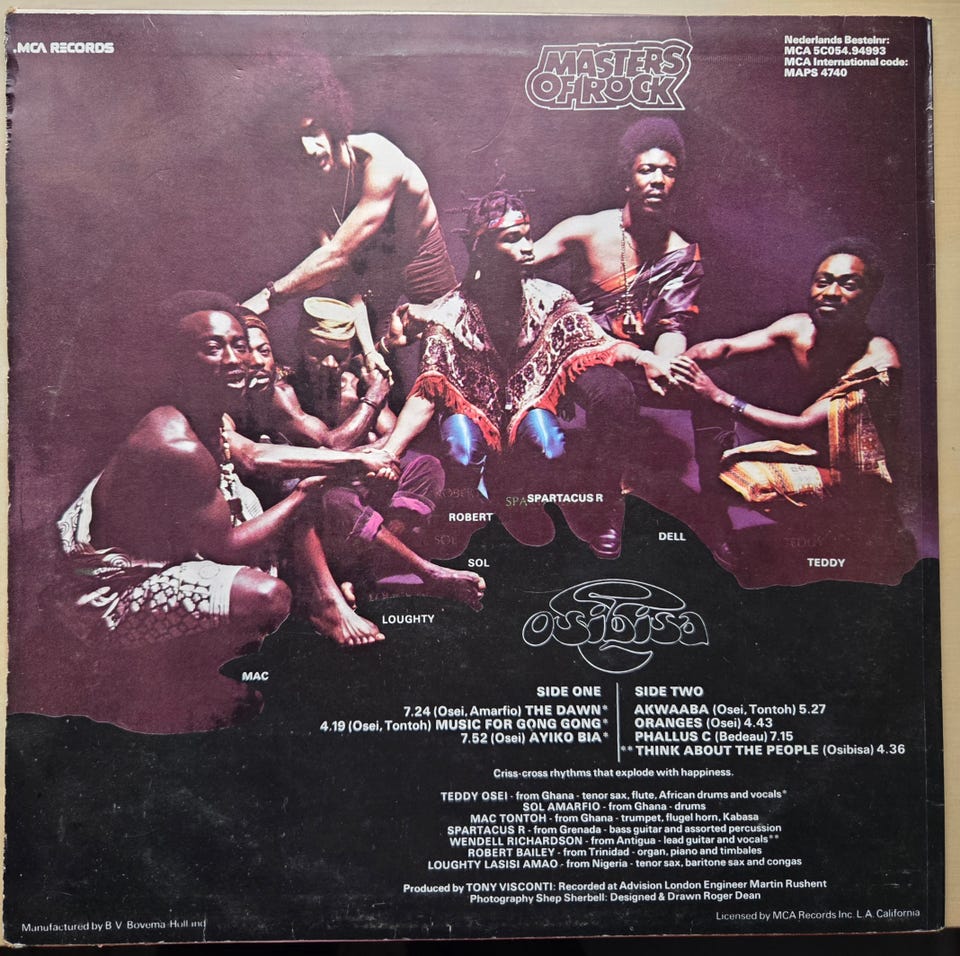 .MCA RECORDS
MASTERS
OF ROCK
Nederlands Bestelnr:
MCA 5C054.94993
MCA International code:
MAPS 4740
SPASPARTACUS R
ROBERT
DELL
SOL
TEDDY
LOUGHTY
MAC
osibisa
SIDE ONE
7.24 (Osei, Amarfio) THE DAWN*
4.19 (Osei, Tontoh) MUSIC FOR GONG GONG*
7.52 (Osei) AYIKO BIA*
SIDE TWO
AKWAABA (Osei, Tontoh) 5.27
ORANGES (Osei) 4.43
PHALLUS C (Bedeau) 7.15
**THINK ABOUT THE PEOPLE (Osibisa) 4.36
Criss-cross rhythms that explode with happiness.
TEDDY OSEI - from Ghana - tenor sax, flute, African drums and vocals*
SOL AMARFIO - from Ghana - drums
MAC TONTOH - from Ghana - trumpet, flugel horn, Kabasa
SPARTACUS R - from Grenada - bass guitar and assorted percussion
WENDELL RICHARDSON - from Antigua - lead guitar and vocals**
ROBERT BAILEY - from Trinidad - organ, piano and timbales
LOUGHTY LASISI AMAO - from Nigeria - tenor sax, baritone sax and congas
Produced by TONY VISCONTI: Recorded at Advision London Engineer Martin Rushent
Photography Shep Sherbell: Designed & Drawn Roger Dean
Manufactured by B V Bovema-Holland
Licensed by MCA Records Inc. L.A. California